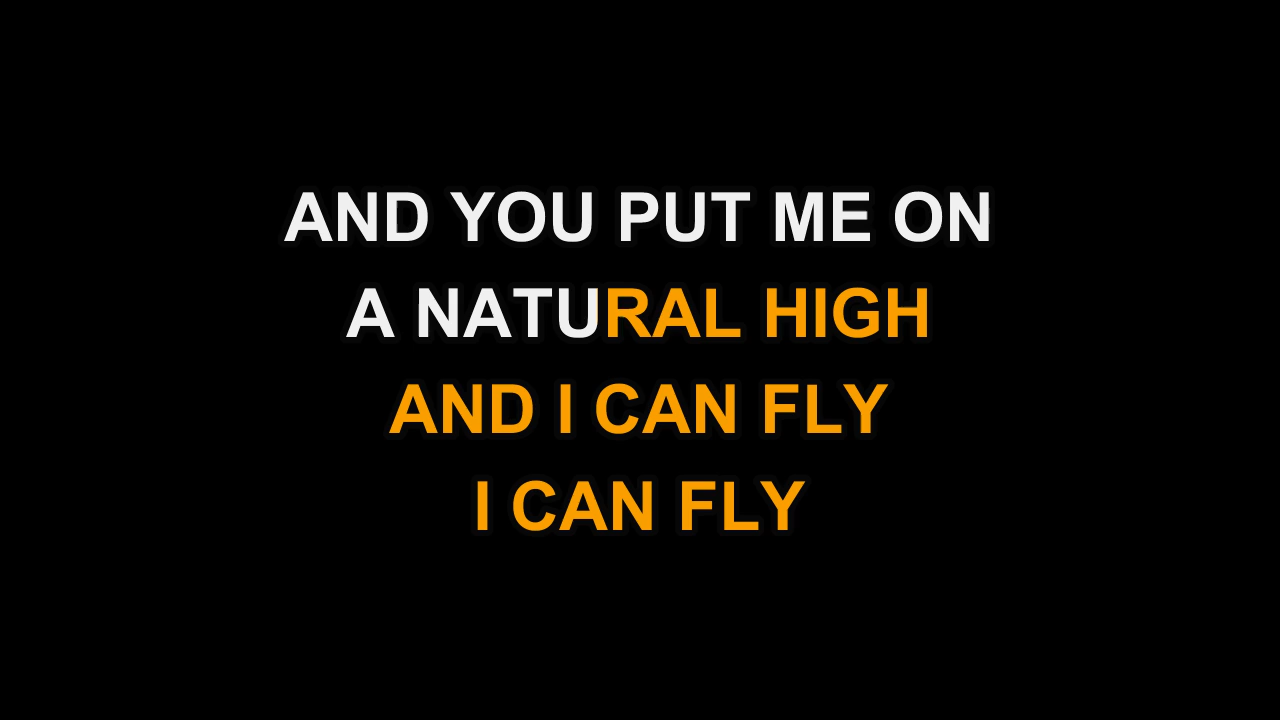 AND YOU PUT ME ON
A NATURAL HIGH
AND I CAN FLY
I CAN FLY